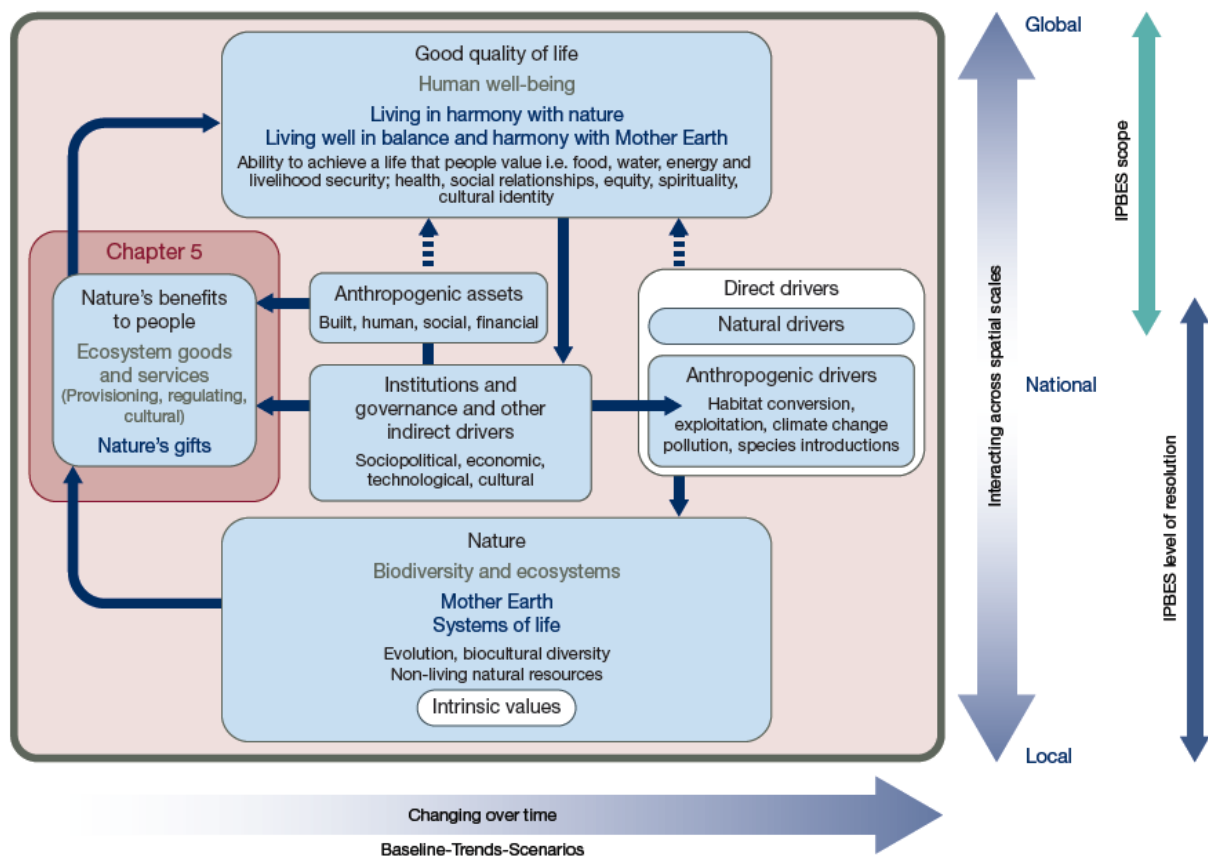 Good quality of life
Human well-being
Living in harmony with nature
Living well in balance and harmony with Mother Earth
Ability to achieve a life that people value i.e. food, water, energy and
livelihood security; health, social relationships, equity, spirituality,
cultural identity
Chapter 5
Nature's benefits
to people
Ecosystem goods
and services
(Provisioning, regulating,
cultural)
Nature's gifts
Anthropogenic assets
Built, human, social, financial
Institutions and
governance and other
indirect drivers
Sociopolitical, economic,
technological, cultural
Direct drivers
Natural drivers
Anthropogenic drivers
Habitat conversion,
exploitation, climate change
pollution, species introductions
Nature
Biodiversity and ecosystems
Mother Earth
Systems of life
Evolution, biocultural diversity
Non-living natural resources
Intrinsic values
Interacting across spatial scales
Global
National
Local
IPBES scope
IPBES level of resolution
Changing over time
Baseline-Trends-Scenarios